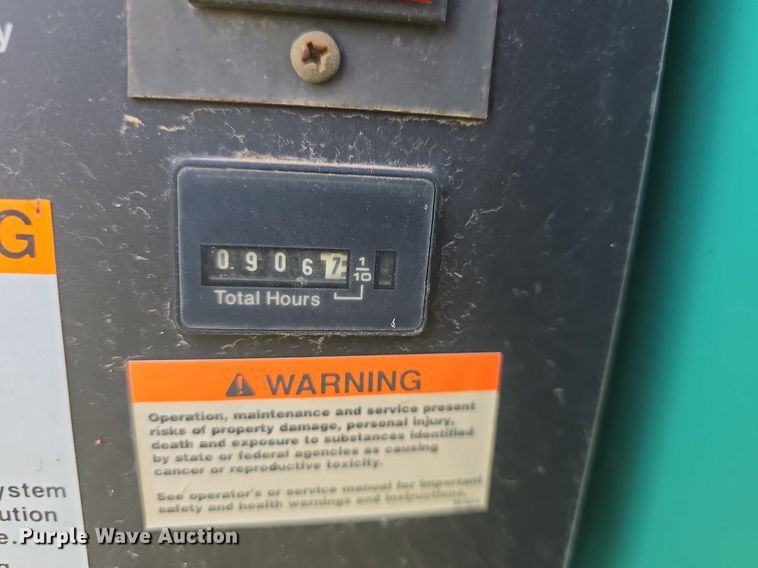 y
0 9 0 6 7
1/10
Total Hours
G
WARNING
Operation, maintenance and service present
risks of property damage, personal injury,
death and exposure to substances identified
by state or federal agencies as causing
cancer or reproductive toxicity.
See operator's or service manual for important
safety and health warnings and instructions.
ystem
ution
e.
Purple Wave Auction